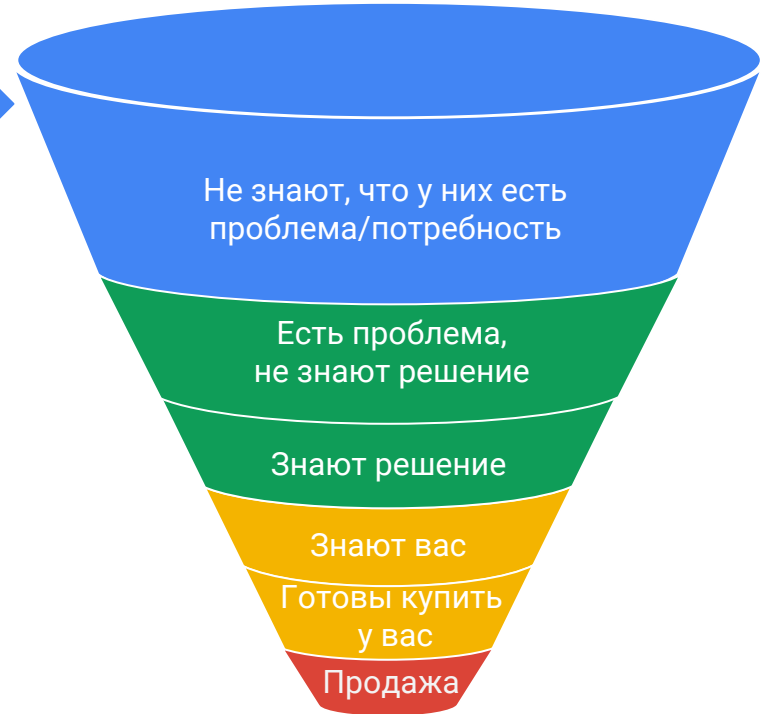 Не знают, что у них есть
проблема/потребность
Есть проблема,
не знают решение
Знают решение
Знают вас
Готовы купить
у вас
Продажа